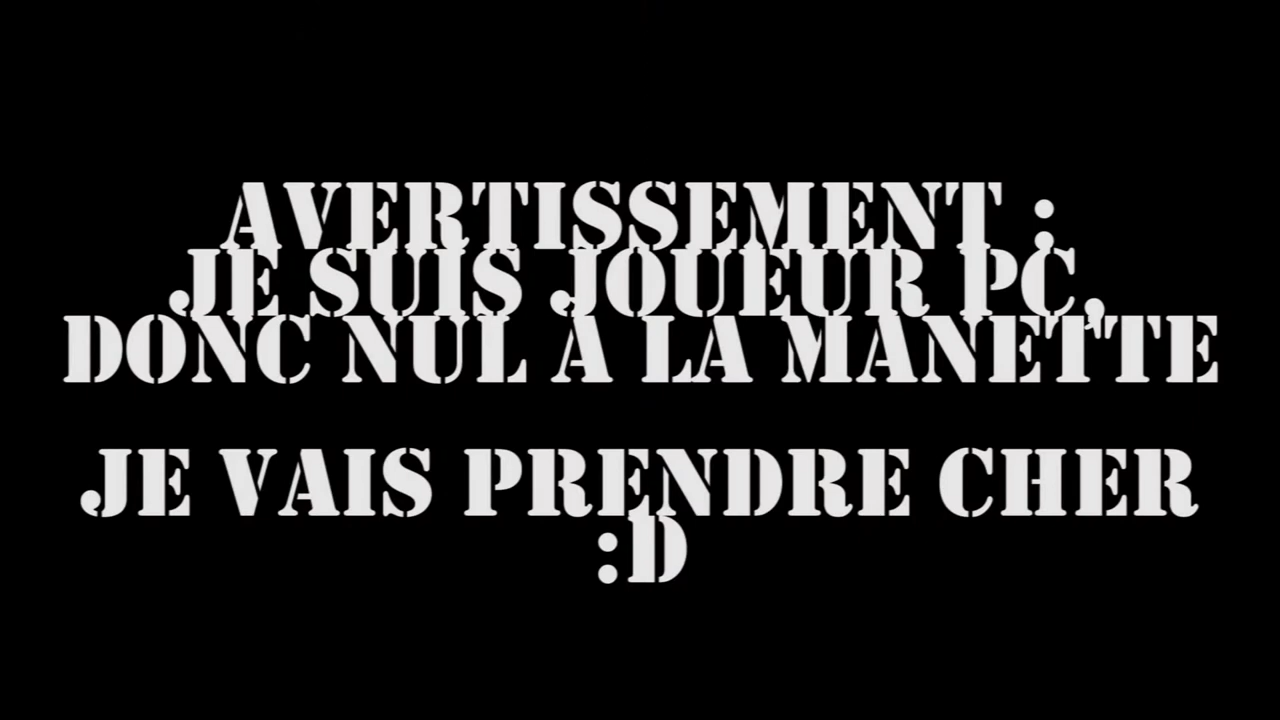 AVERTISSEMENT :
JE SUIS JOUEUR PC,
DONC NUL À LA MANETTE
JE VAIS PRENDRE CHER
:D